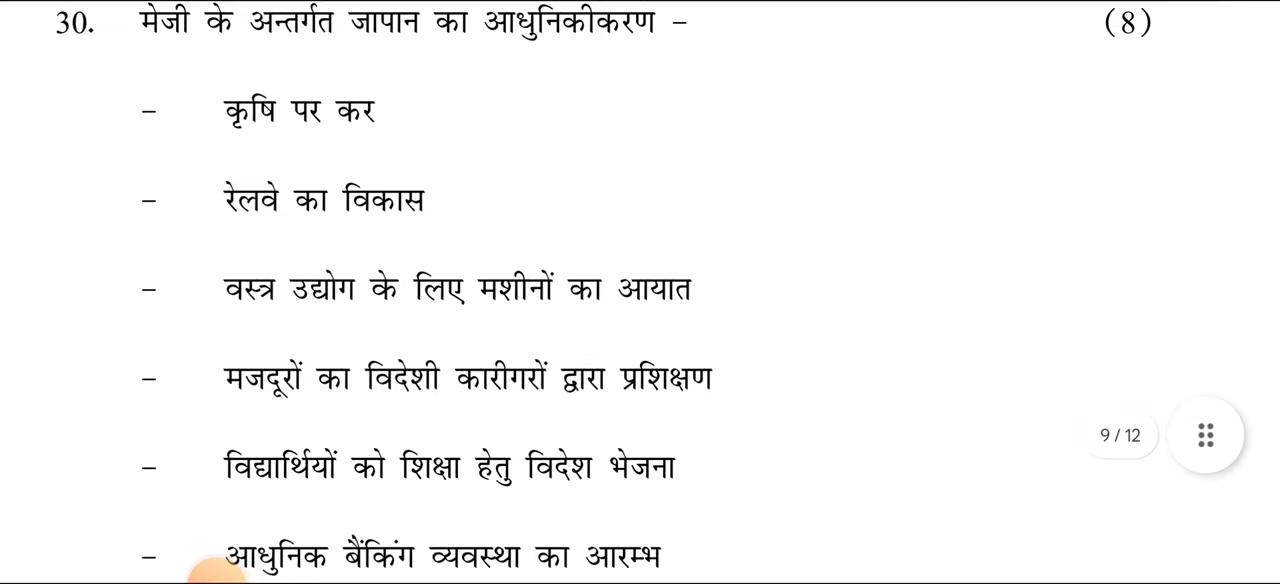 30. मेजी के अन्तर्गत जापान का आधुनिकीकरण – (8)
– कृषि पर कर
– रेलवे का विकास
– वस्त्र उद्योग के लिए मशीनों का आयात
– मजदूरों का विदेशी कारीगरों द्वारा प्रशिक्षण
9 / 12
– विद्यार्थियों को शिक्षा हेतु विदेश भेजना
– आधुनिक बैंकिंग व्यवस्था का आरम्भ